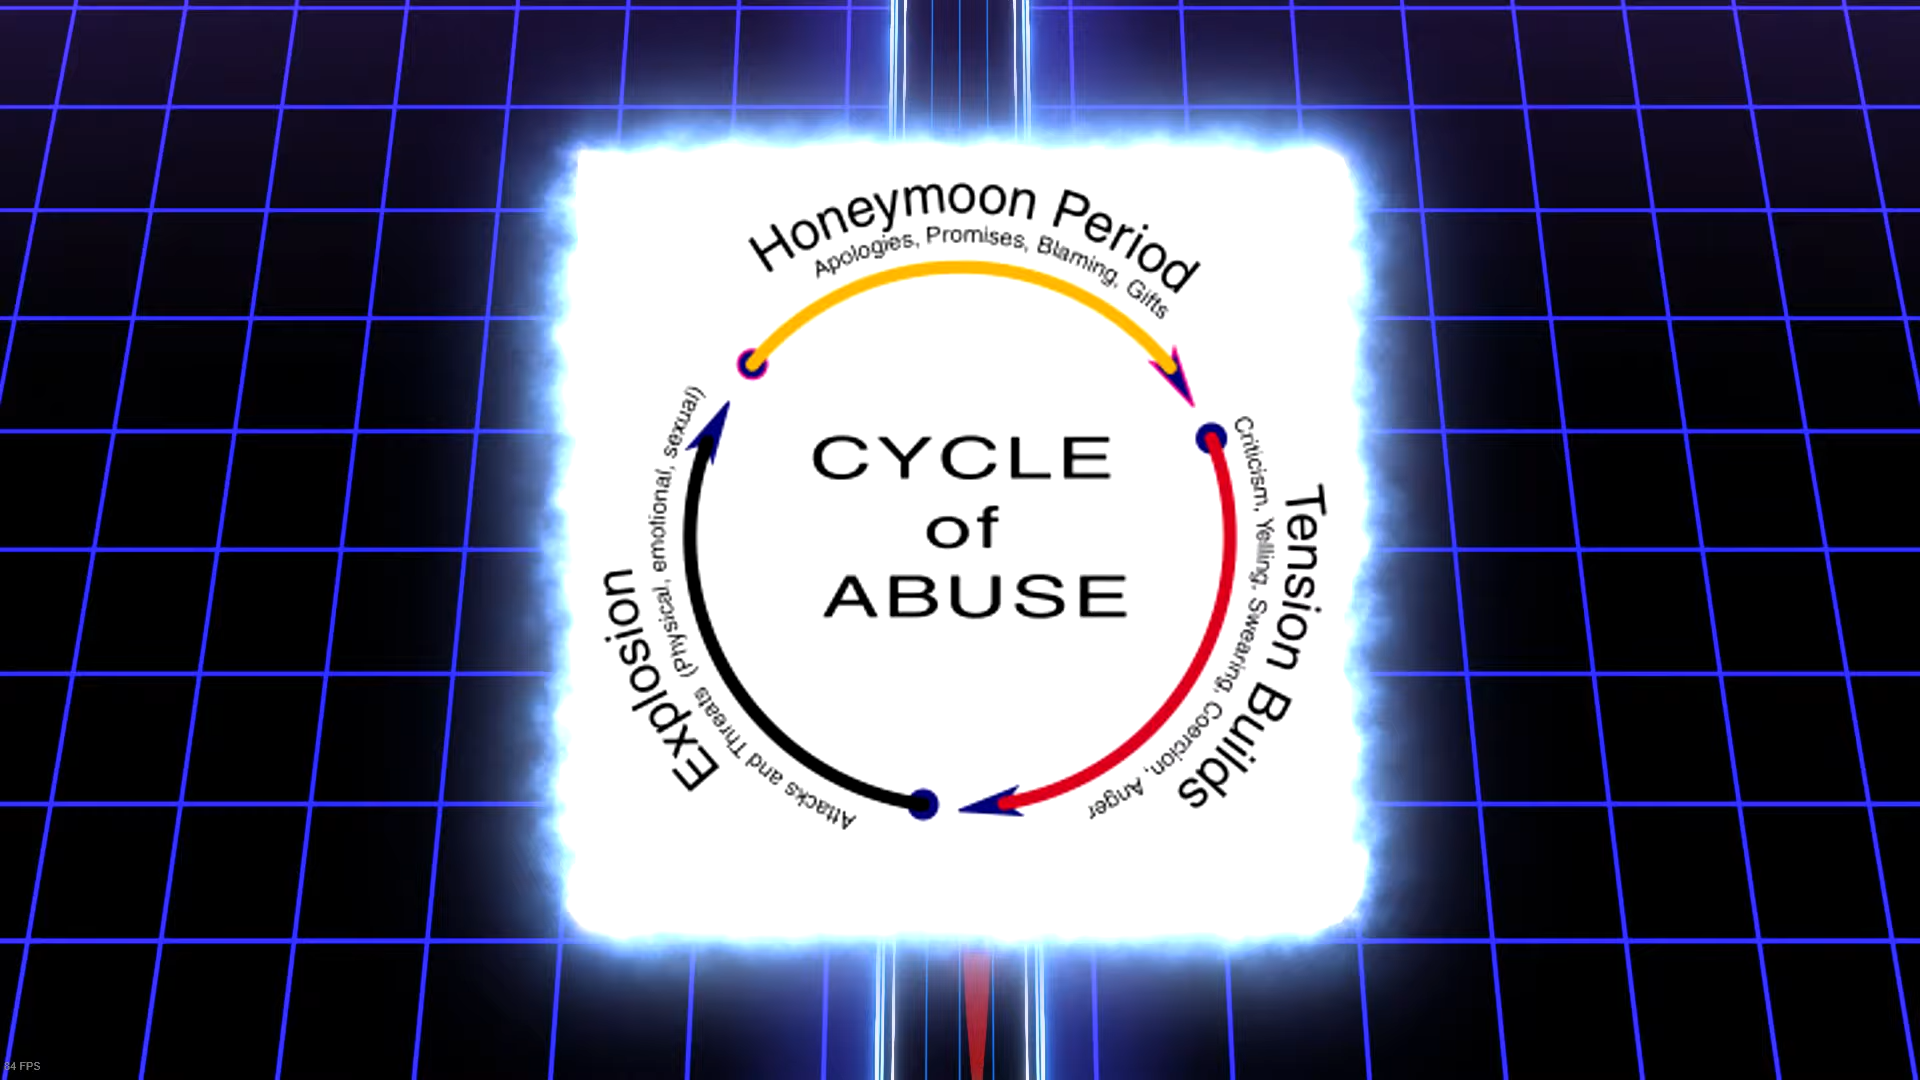 Honeymoon Period
Apologies, Promises, Blaming, Gifts
CYCLE
of
ABUSE
Tension Builds
Criticism, Yelling, Swearing, Coercion, Anger
Explosion
Attacks and Threats (Physical, emotional, sexual)
34 FPS